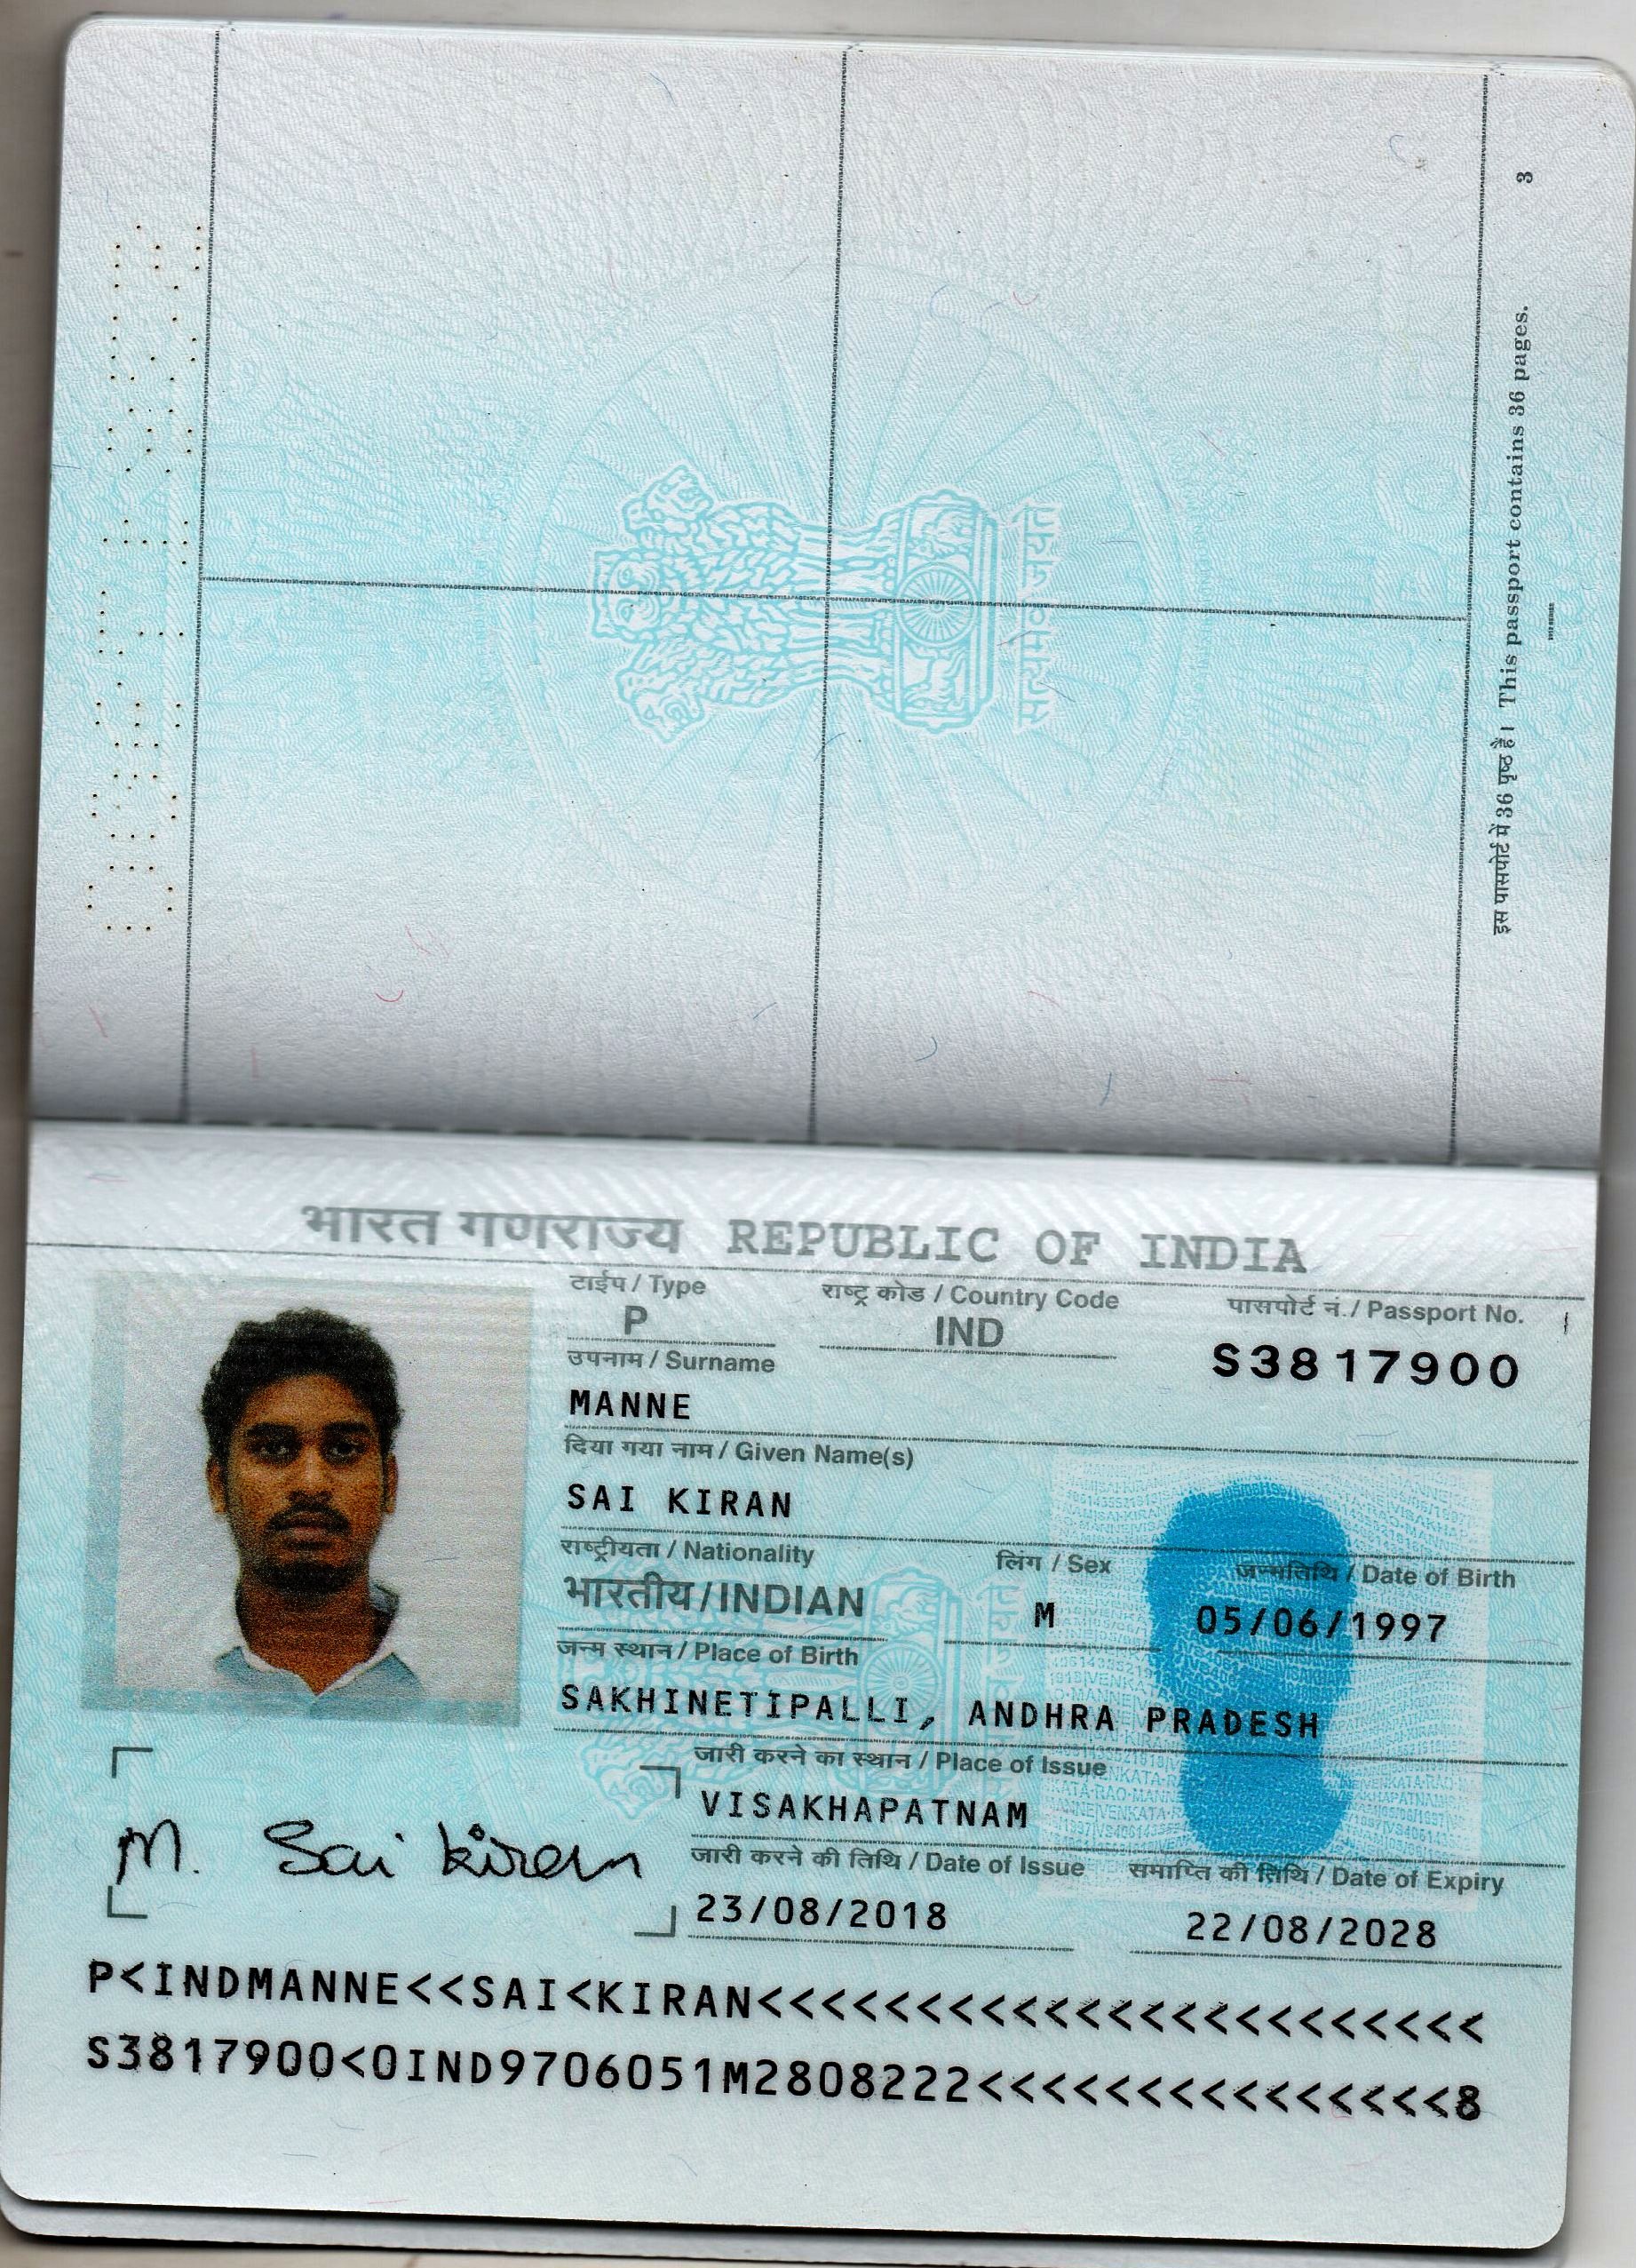 3
इस पासपोर्ट में 36 पृष्ठ हैं। This passport contains 36 pages.
भारत गणराज्य REPUBLIC OF INDIA
टाईप / Type राष्ट्र कोड / Country Code पासपोर्ट नं. / Passport No.
P IND S3817900
उपनाम / Surname
MANNE
दिया गया नाम / Given Name(s)
SAI KIRAN
राष्ट्रीयता / Nationality लिंग / Sex जन्मतिथि / Date of Birth
भारतीय / INDIAN M 05/06/1997
जन्म स्थान / Place of Birth
SAKHINETIPALLI, ANDHRA PRADESH
जारी करने का स्थान / Place of Issue
VISAKHAPATNAM
M. Sai kiran
जारी करने की तिथि / Date of Issue समाप्ति की तिथि / Date of Expiry
23/08/2018 22/08/2028
P<INDMANNE<<SAI<KIRAN<<<<<<<<<<<<<<<<<<<<<<<
S3817900<0IND9706051M2808222<<<<<<<<<<<<<<<8